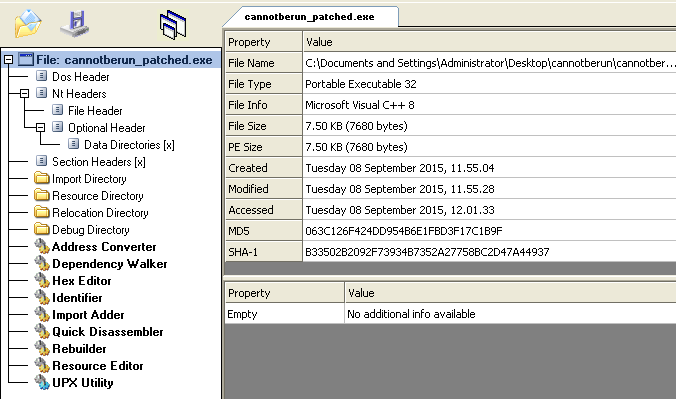 cannotberun_patched.exe
File: cannotberun_patched.exe
Dos Header
Nt Headers
File Header
Optional Header
Data Directories [x]
Section Headers [x]
Import Directory
Resource Directory
Relocation Directory
Debug Directory
Address Converter
Dependency Walker
Hex Editor
Identifier
Import Adder
Quick Disassembler
Rebuilder
Resource Editor
UPX Utility
Property Value
File Name C:\Documents and Settings\Administrator\Desktop\cannotberun\cannotber...
File Type Portable Executable 32
File Info Microsoft Visual C++ 8
File Size 7.50 KB (7680 bytes)
PE Size 7.50 KB (7680 bytes)
Created Tuesday 08 September 2015, 11.55.04
Modified Tuesday 08 September 2015, 11.55.28
Accessed Tuesday 08 September 2015, 12.01.33
MD5 063C126F424DD954B6E1FBD3F17C1B9F
SHA-1 B33502B2092F73934B7352A27758BC2D47A44937
Property Value
Empty No additional info available